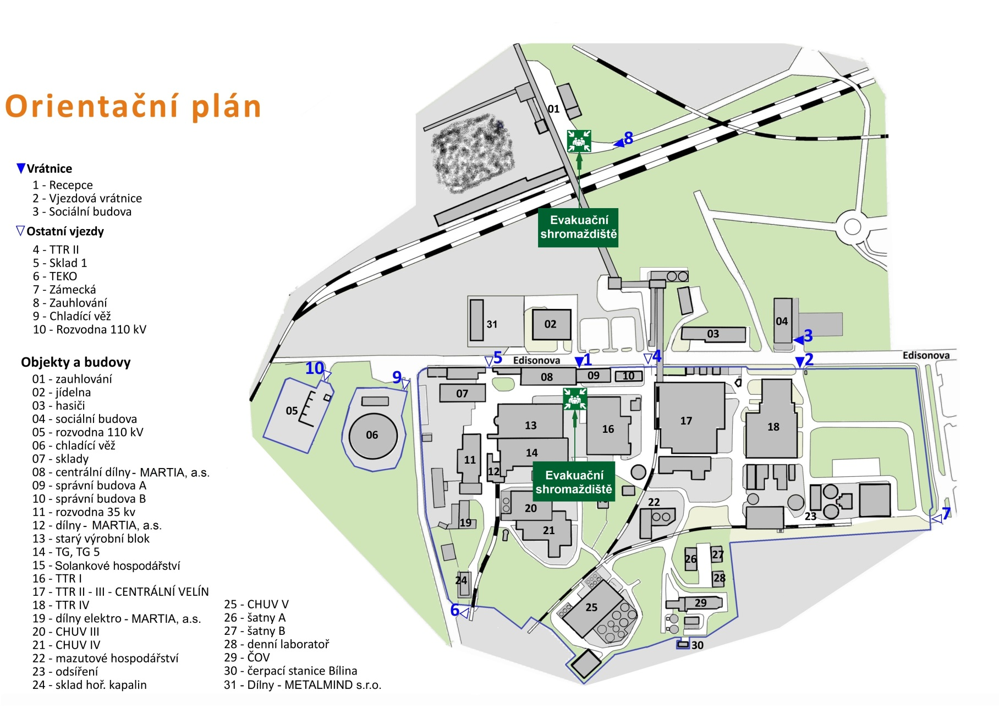 Orientační plán
Vrátnice
1 - Recepce
2 - Vjezdová vrátnice
3 - Sociální budova
Ostatní vjezdy
4 - TTR II
5 - Sklad 1
6 - TEKO
7 - Zámecká
8 - Zauhlování
9 - Chladící věž
10 - Rozvodna 110 kV
Objekty a budovy
01 - zauhlování
02 - jídelna
03 - hasiči
04 - sociální budova
05 - rozvodna 110 kV
06 - chladící věž
07 - sklady
08 - centrální dílny - MARTIA, a.s.
09 - správní budova A
10 - správní budova B
11 - rozvodna 35 kv
12 - dílny - MARTIA, a.s.
13 - starý výrobní blok
14 - TG, TG 5
15 - Solankové hospodářství
16 - TTR I
17 - TTR II - III - CENTRÁLNÍ VELÍN
18 - TTR IV
19 - dílny elektro - MARTIA, a.s.
20 - CHUV III
21 - CHUV IV
22 - mazutové hospodářství
23 - odsíření
24 - sklad hoř. kapalin
25 - CHUV V
26 - šatny A
27 - šatny B
28 - denní laboratoř
29 - ČOV
30 - čerpací stanice Bílina
31 - Dílny - METALMIND s.r.o.
01
8
Evakuační
shromaždiště
31
02
03
04
3
5
Edisonova
1
4
2
Edisonova
10
9
08
09
10
07
05
06
13
16
17
18
11
14
12
Evakuační
shromaždiště
20
22
19
21
23
7
26
27
28
24
25
29
6
30